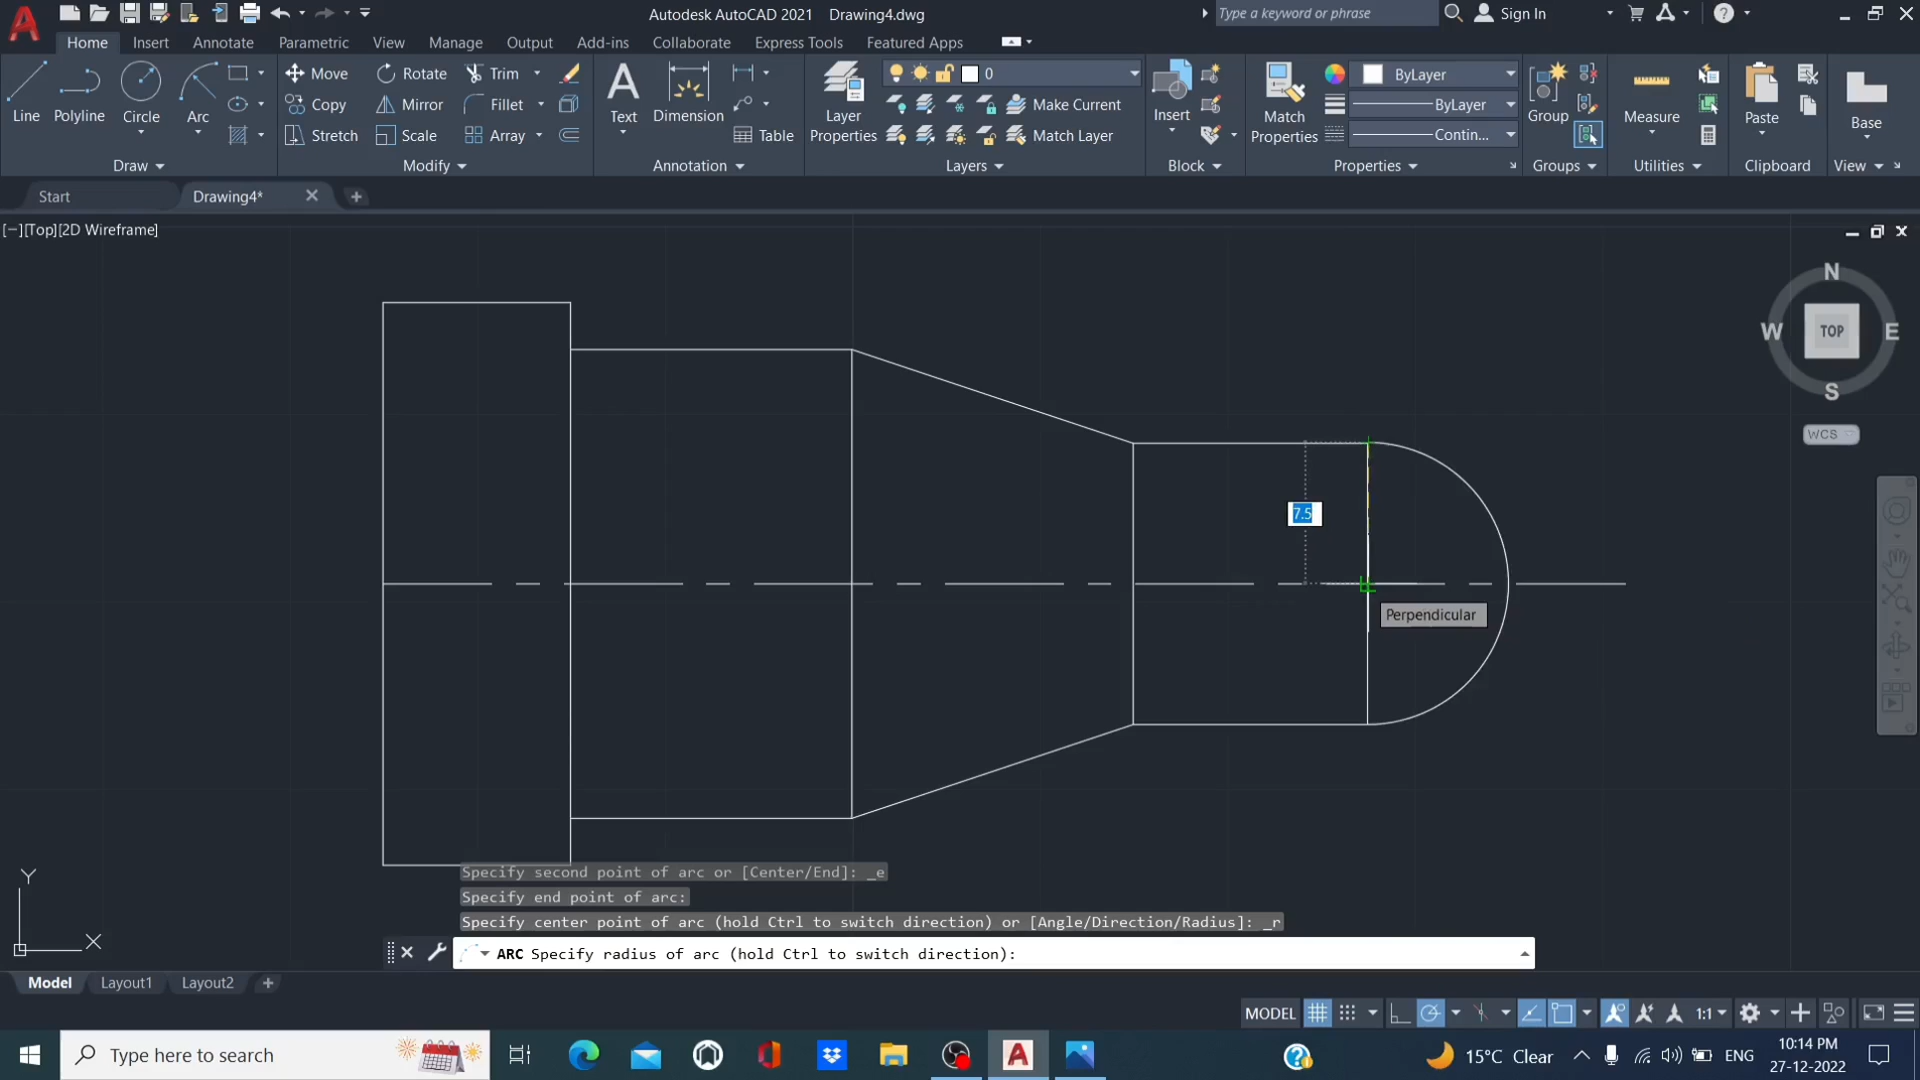 Autodesk AutoCAD 2021 Drawing4.dwg
Type a keyword or phrase
Sign In
Home Insert Annotate Parametric View Manage Output Add-ins Collaborate Express Tools Featured Apps
Line Polyline Circle Arc
Move Rotate Trim
Copy Mirror Fillet
Stretch Scale Array
Text Dimension Table
Layer Properties
0
Make Current
Match Layer
Insert
Match Properties
ByLayer
ByLayer
Contin...
Group
Measure
Paste
Base
Draw Modify Annotation Layers Block Properties Groups Utilities Clipboard View
Start Drawing4*
[−][Top][2D Wireframe]
N
W TOP E
S
WCS
7.5
Perpendicular
Y
X
Specify second point of arc or [Center/End]: _e
Specify end point of arc:
Specify center point of arc (hold Ctrl to switch direction) or [Angle/Direction/Radius]: _r
ARC Specify radius of arc (hold Ctrl to switch direction):
Model Layout1 Layout2
MODEL 1:1
Type here to search
15°C Clear
ENG
10:14 PM
27-12-2022